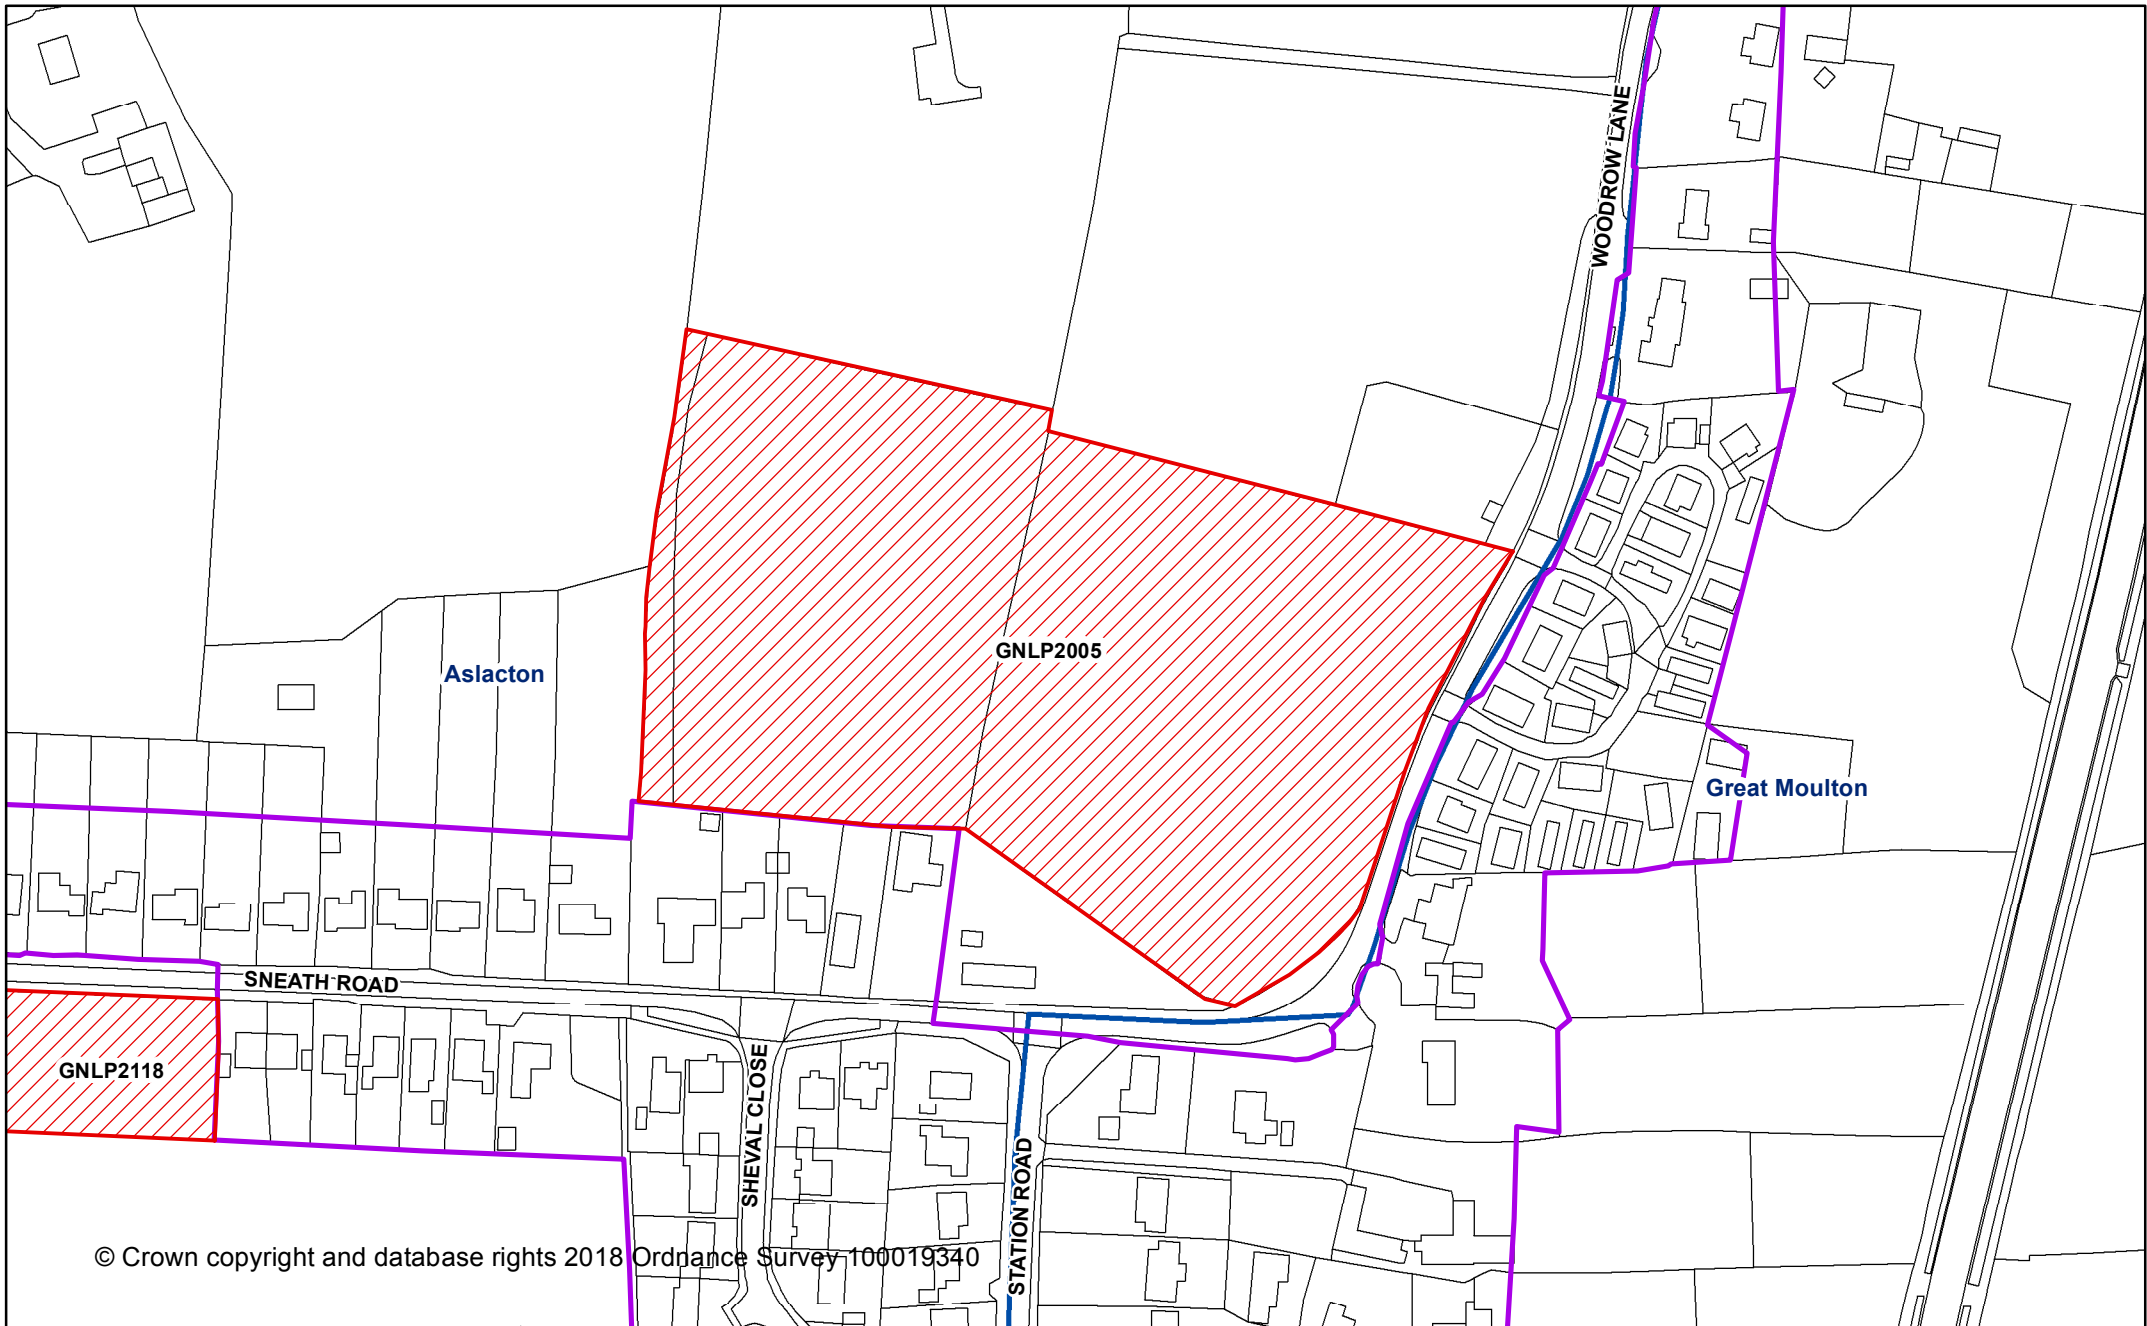 WOODROW LANE
GNLP2005
Aslacton
Great Moulton
SNEATH ROAD
GNLP2118
SHEVAL CLOSE
STATION ROAD
© Crown copyright and database rights 2018 Ordnance Survey 100019340